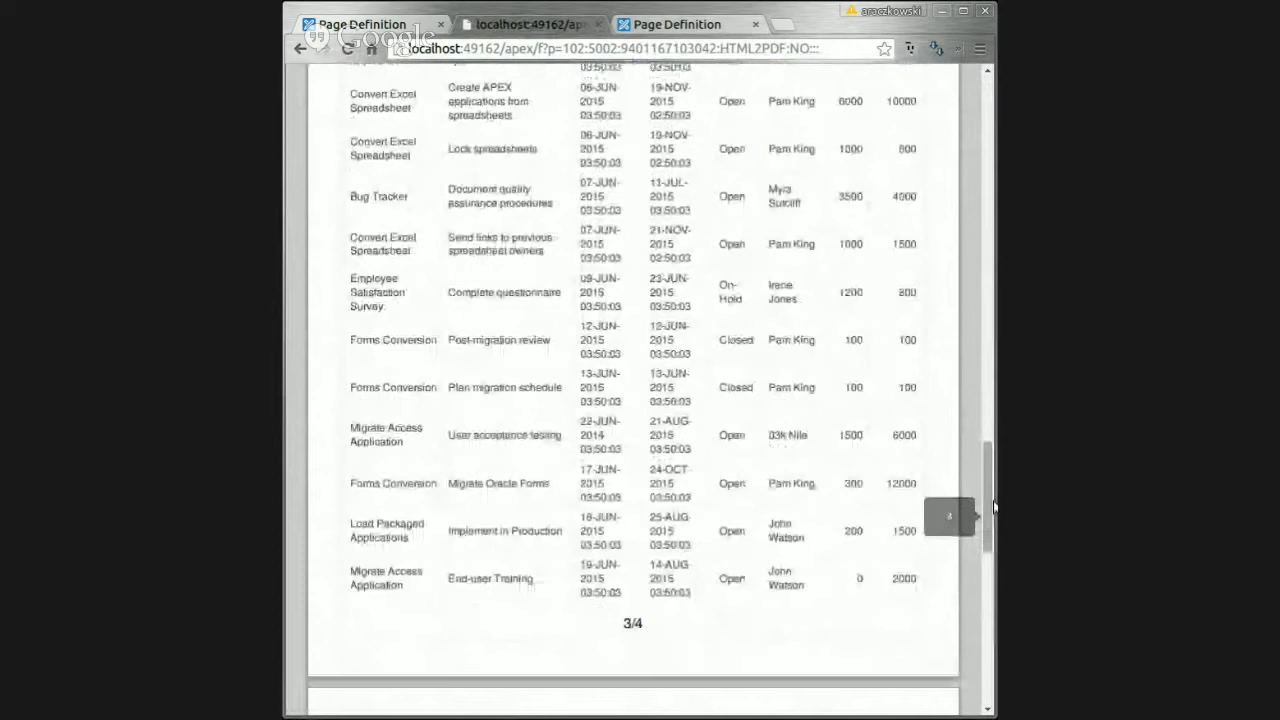 Page Definition × localhost:49162/ap × Page Definition × araczkowski
Google
localhost:49162/apex/f?p=102:5002:9401167103042:HTML2PDF:NO:::
03:50:03 03:50:03
Convert Excel Spreadsheet Create APEX applications from spreadsheets 06-JUN-2015 03:50:03 19-NOV-2015 02:50:03 Open Pam King 6000 10000
Convert Excel Spreadsheet Lock spreadsheets 06-JUN-2015 03:50:03 19-NOV-2015 02:50:03 Open Pam King 1000 800
Bug Tracker Document quality assurance procedures 07-JUN-2015 03:50:03 11-JUL-2015 03:50:03 Open Myra Sutcliff 3500 4000
Convert Excel Spreadsheet Send links to previous spreadsheet owners 07-JUN-2015 03:50:03 21-NOV-2015 02:50:03 Open Pam King 1000 1500
Employee Satisfaction Survey Complete questionnaire 09-JUN-2015 03:50:03 23-JUN-2015 03:50:03 On-Hold Irene Jones 1200 800
Forms Conversion Post-migration review 12-JUN-2015 03:50:03 12-JUN-2015 03:50:03 Closed Pam King 100 100
Forms Conversion Plan migration schedule 13-JUN-2015 03:50:03 13-JUN-2015 03:50:03 Closed Pam King 100 100
Migrate Access Application User acceptance testing 22-JUN-2014 03:50:03 21-AUG-2015 03:50:03 Open Nile 1500 6000
Forms Conversion Migrate Oracle Forms 17-JUN-2015 03:50:03 24-OCT-2015 03:50:03 Open Pam King 300 12000
Load Packaged Applications Implement in Production 18-JUN-2015 03:50:03 25-AUG-2015 03:50:03 Open John Watson 200 1500
Migrate Access Application End-user Training 19-JUN-2015 03:50:03 14-AUG-2015 03:50:03 Open John Watson 0 2000
3
3/4